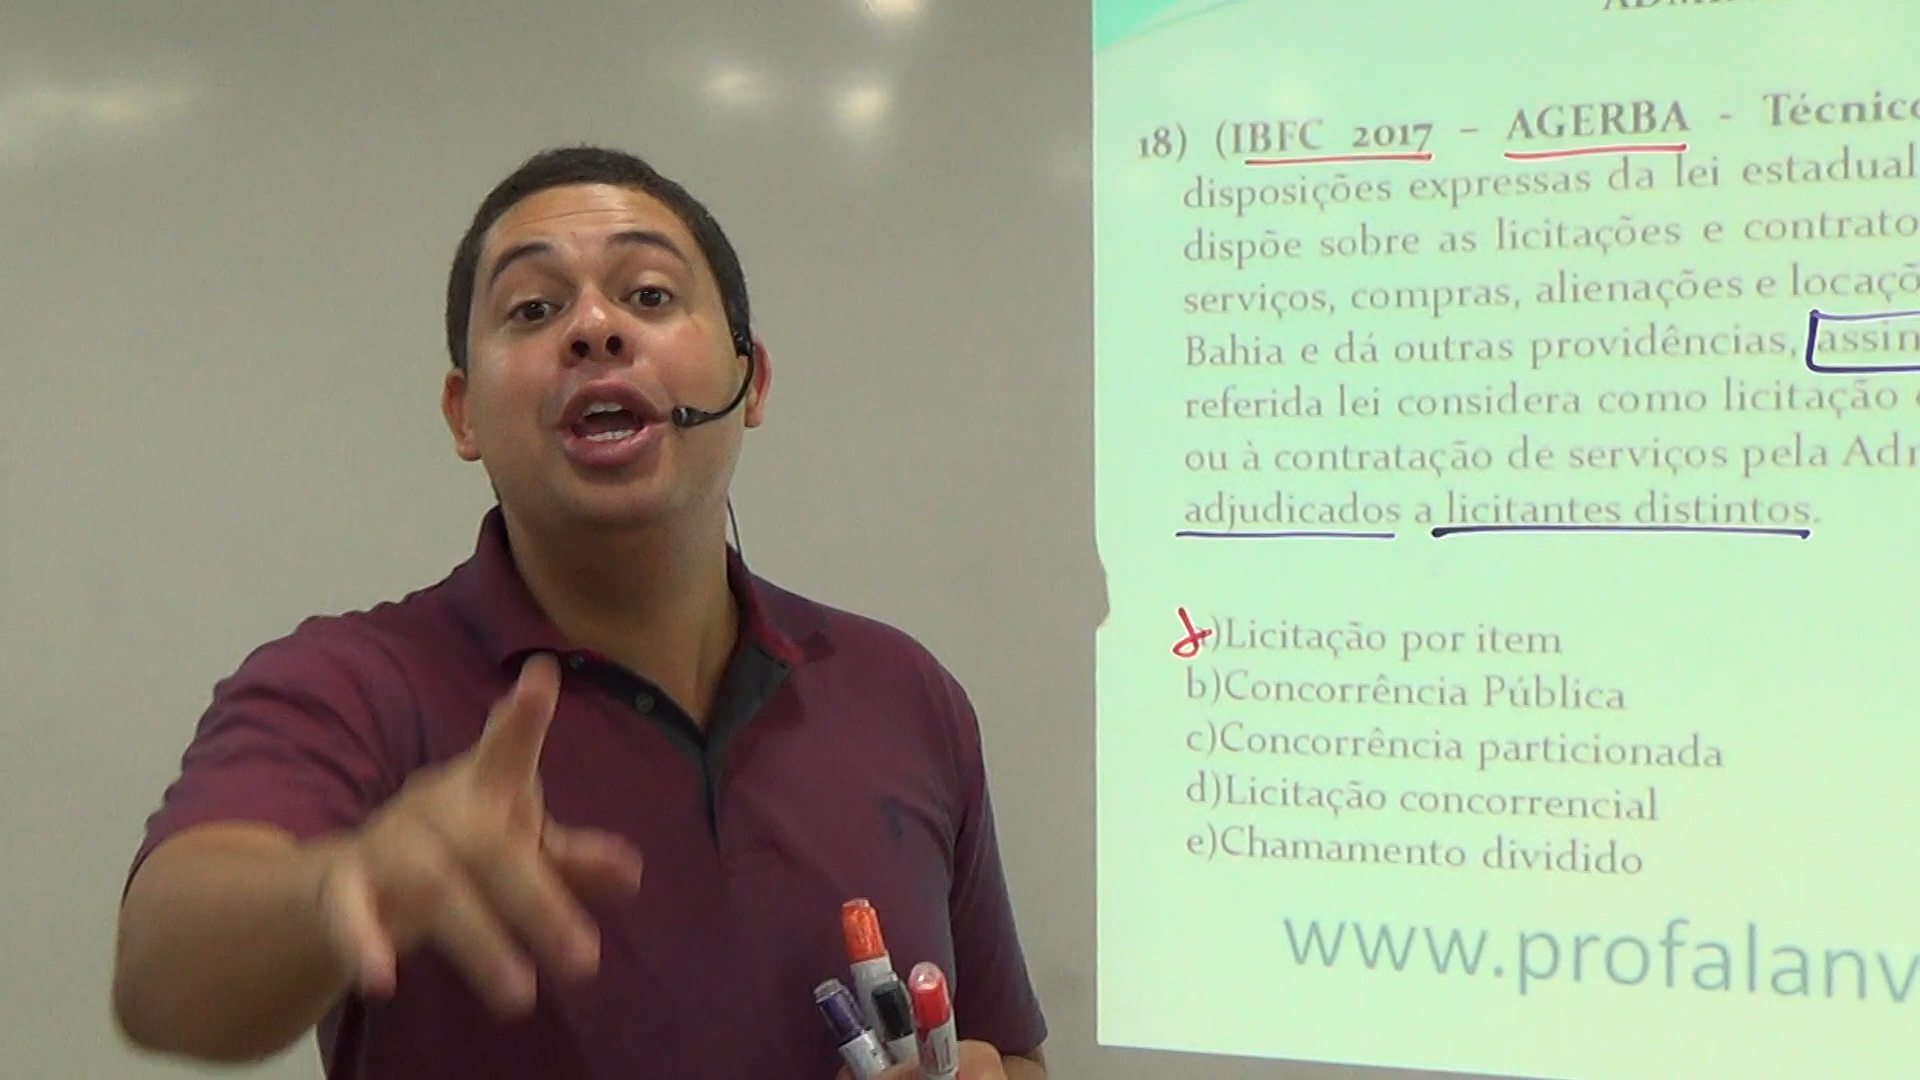 18) (IBFC 2017 – AGERBA - Técnico
disposições expressas da lei estadual
dispõe sobre as licitações e contrato
serviços, compras, alienações e locaçõ
Bahia e dá outras providências, assin
referida lei considera como licitação
ou à contratação de serviços pela Adr
adjudicados a licitantes distintos.
a)Licitação por item
b)Concorrência Pública
c)Concorrência particionada
d)Licitação concorrencial
e)Chamamento dividido
www.profalanv